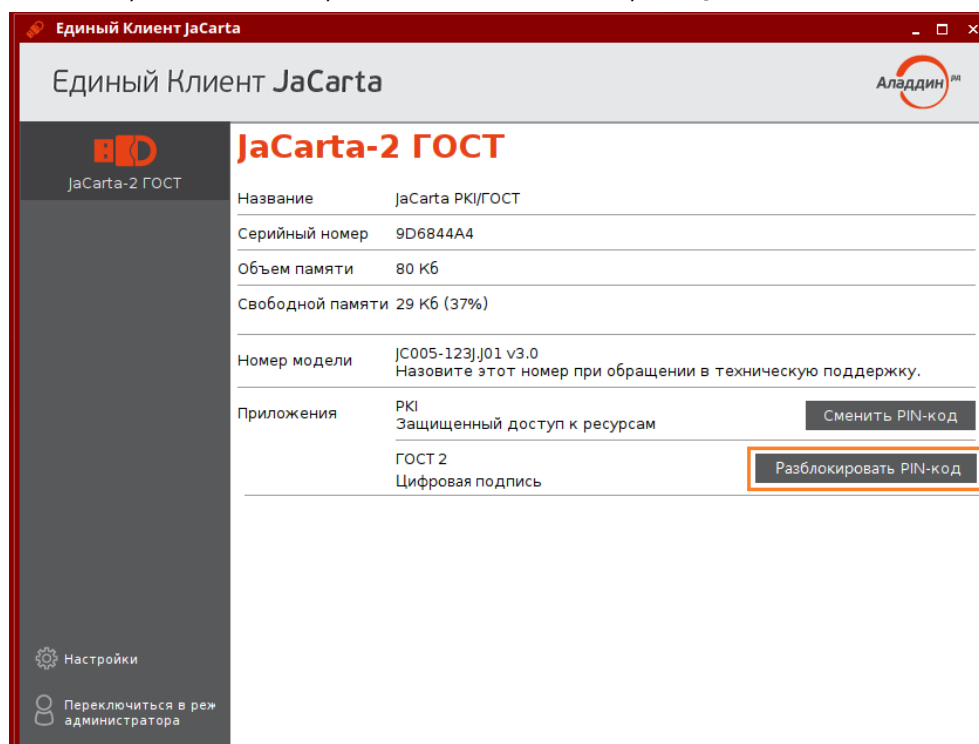 Единый Клиент JaCarta
Единый Клиент JaCarta
Аладдин РД
JaCarta-2 ГОСТ
JaCarta-2 ГОСТ
Название JaCarta PKI/ГОСТ
Серийный номер 9D6844A4
Объем памяти 80 Кб
Свободной памяти 29 Кб (37%)
Номер модели JC005-123J.J01 v3.0
Назовите этот номер при обращении в техническую поддержку.
Приложения PKI
Защищенный доступ к ресурсам
Сменить PIN-код
ГОСТ 2
Цифровая подпись
Разблокировать PIN-код
Настройки
Переключиться в реж
администратора